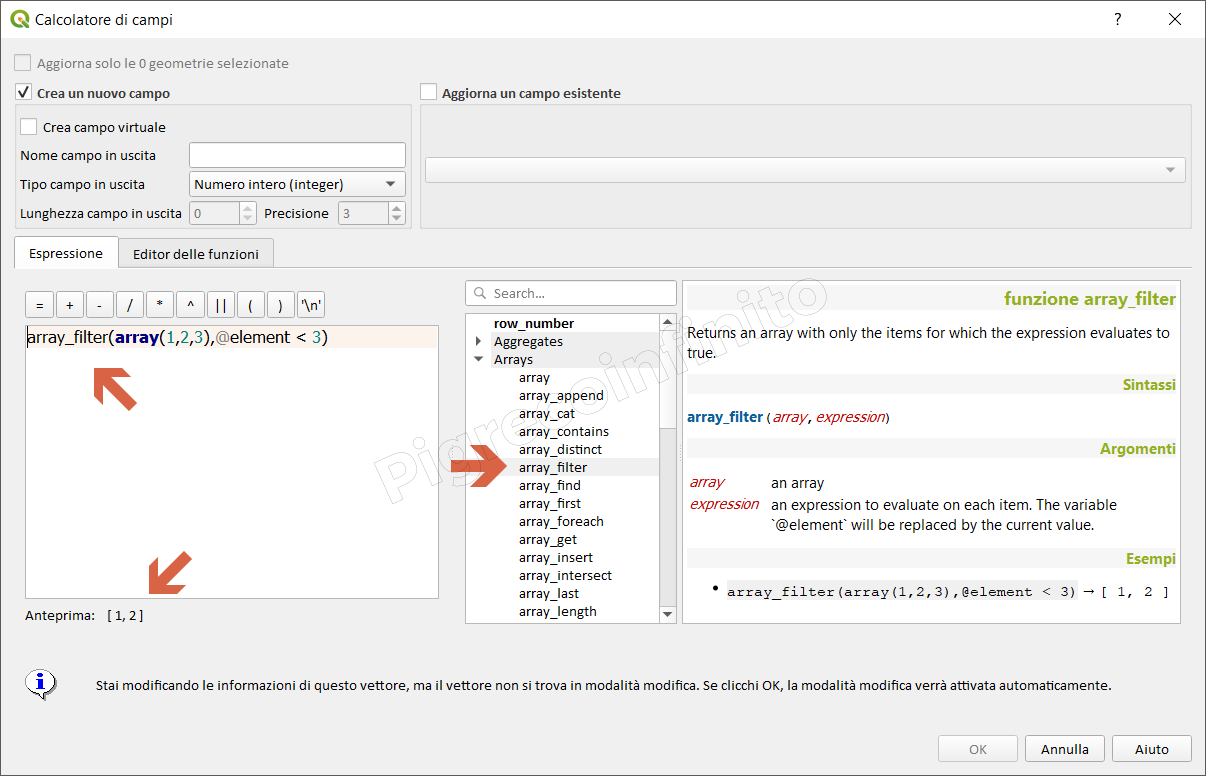 Calcolatore di campi
?
Aggiorna solo le 0 geometrie selezionate
Crea un nuovo campo
Aggiorna un campo esistente
Crea campo virtuale
Nome campo in uscita
Tipo campo in uscita Numero intero (integer)
Lunghezza campo in uscita 0 Precisione 3
Espressione Editor delle funzioni
= + - / * ^ || ( ) '\n'
array_filter(array(1,2,3),@element < 3)
Anteprima: [ 1, 2 ]
Search...
row_number
Aggregates
Arrays
array
array_append
array_cat
array_contains
array_distinct
array_filter
array_find
array_first
array_foreach
array_get
array_insert
array_intersect
array_last
array_length
funzione array_filter
Returns an array with only the items for which the expression evaluates to
true.
Sintassi
array_filter (array, expression)
Argomenti
array an array
expression an expression to evaluate on each item. The variable
`@element` will be replaced by the current value.
Esempi
• array_filter(array(1,2,3),@element < 3) → [ 1, 2 ]
Pigrecoinfinito
Stai modificando le informazioni di questo vettore, ma il vettore non si trova in modalità modifica. Se clicchi OK, la modalità modifica verrà attivata automaticamente.
OK Annulla Aiuto